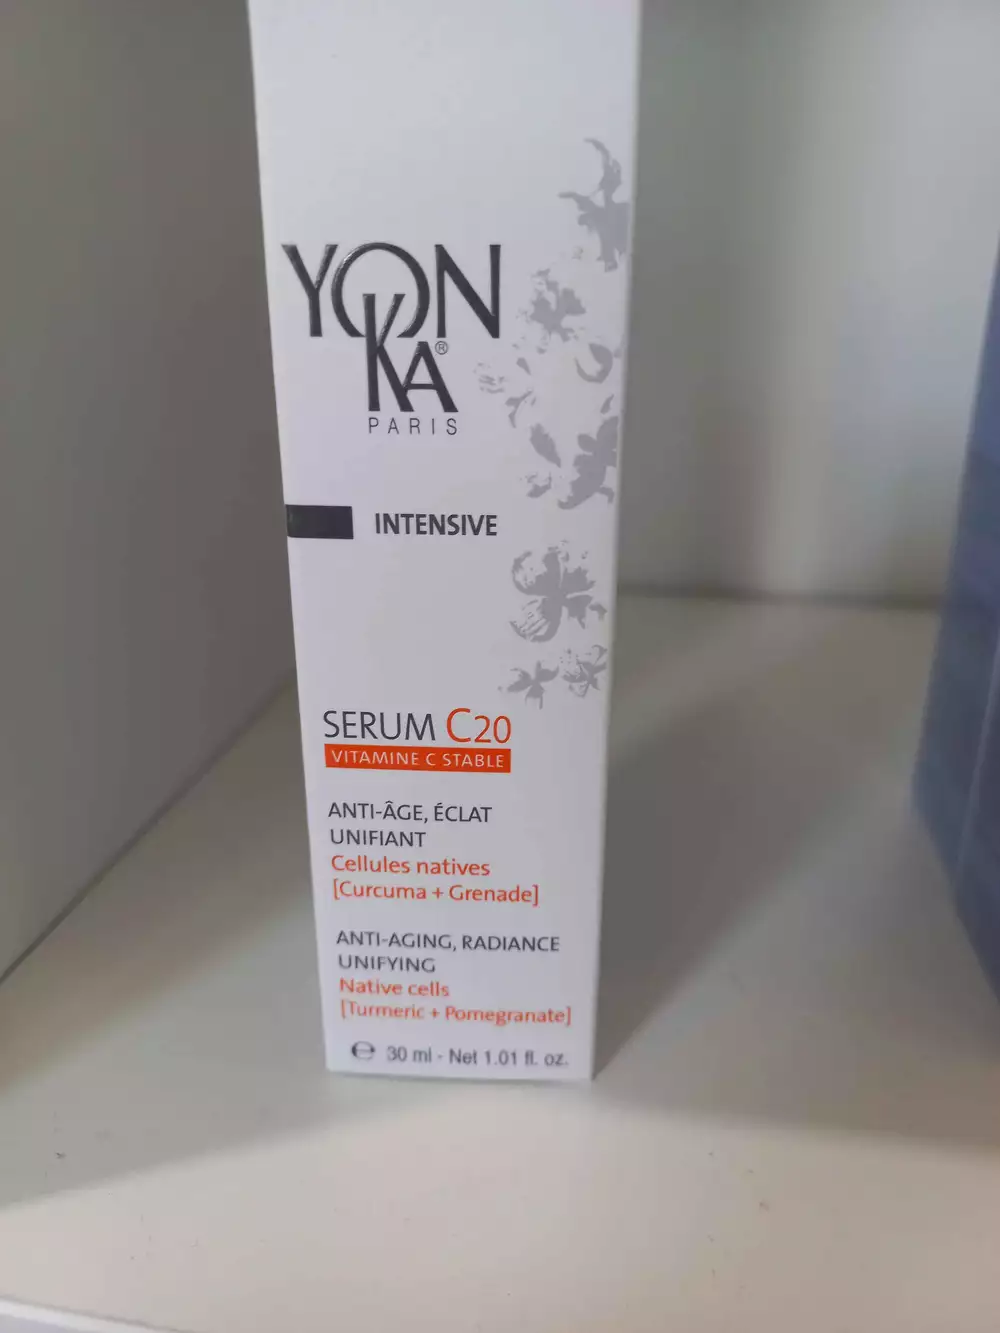 YON
KA®
PARIS
INTENSIVE
SERUM C20
VITAMINE C STABLE
ANTI-ÂGE, ÉCLAT
UNIFIANT
Cellules natives
[Curcuma + Grenade]
ANTI-AGING, RADIANCE
UNIFYING
Native cells
[Turmeric + Pomegranate]
℮ 30 ml - Net 1.01 fl. oz.